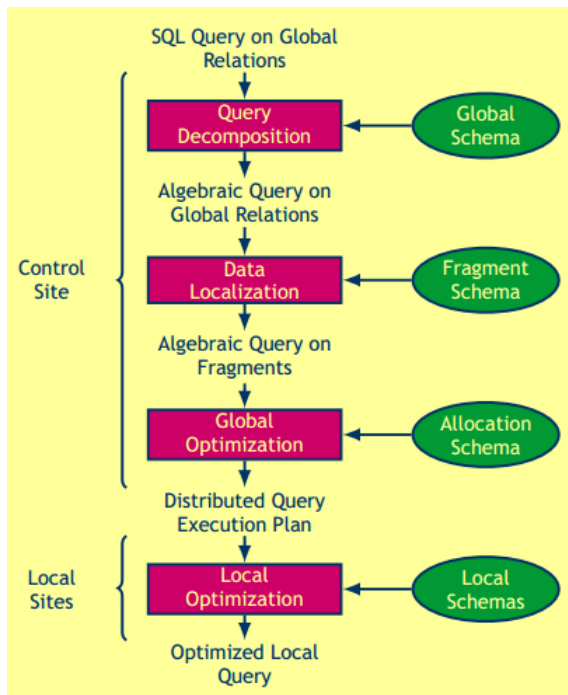 SQL Query on Global
Relations
Query
Decomposition
Global
Schema
Algebraic Query on
Global Relations
Control
Site
Data
Localization
Fragment
Schema
Algebraic Query on
Fragments
Global
Optimization
Allocation
Schema
Distributed Query
Execution Plan
Local
Sites
Local
Optimization
Local
Schemas
Optimized Local
Query